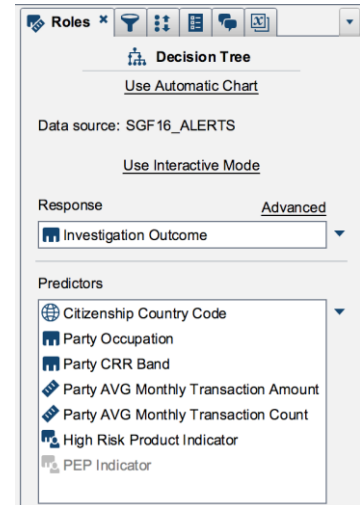 Roles
Decision Tree
Use Automatic Chart
Data source: SGF16_ALERTS
Use Interactive Mode
Response Advanced
Investigation Outcome
Predictors
Citizenship Country Code
Party Occupation
Party CRR Band
Party AVG Monthly Transaction Amount
Party AVG Monthly Transaction Count
High Risk Product Indicator
PEP Indicator